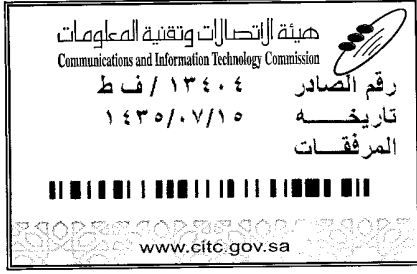 هيئة الاتصالات وتقنية المعلومات
Communications and Information Technology Commission
رقم الصادر ١٣٤٠٤ / ف ط
تاريخه ١٤٣٥/٠٧/١٥
المرفقات
www.citc.gov.sa